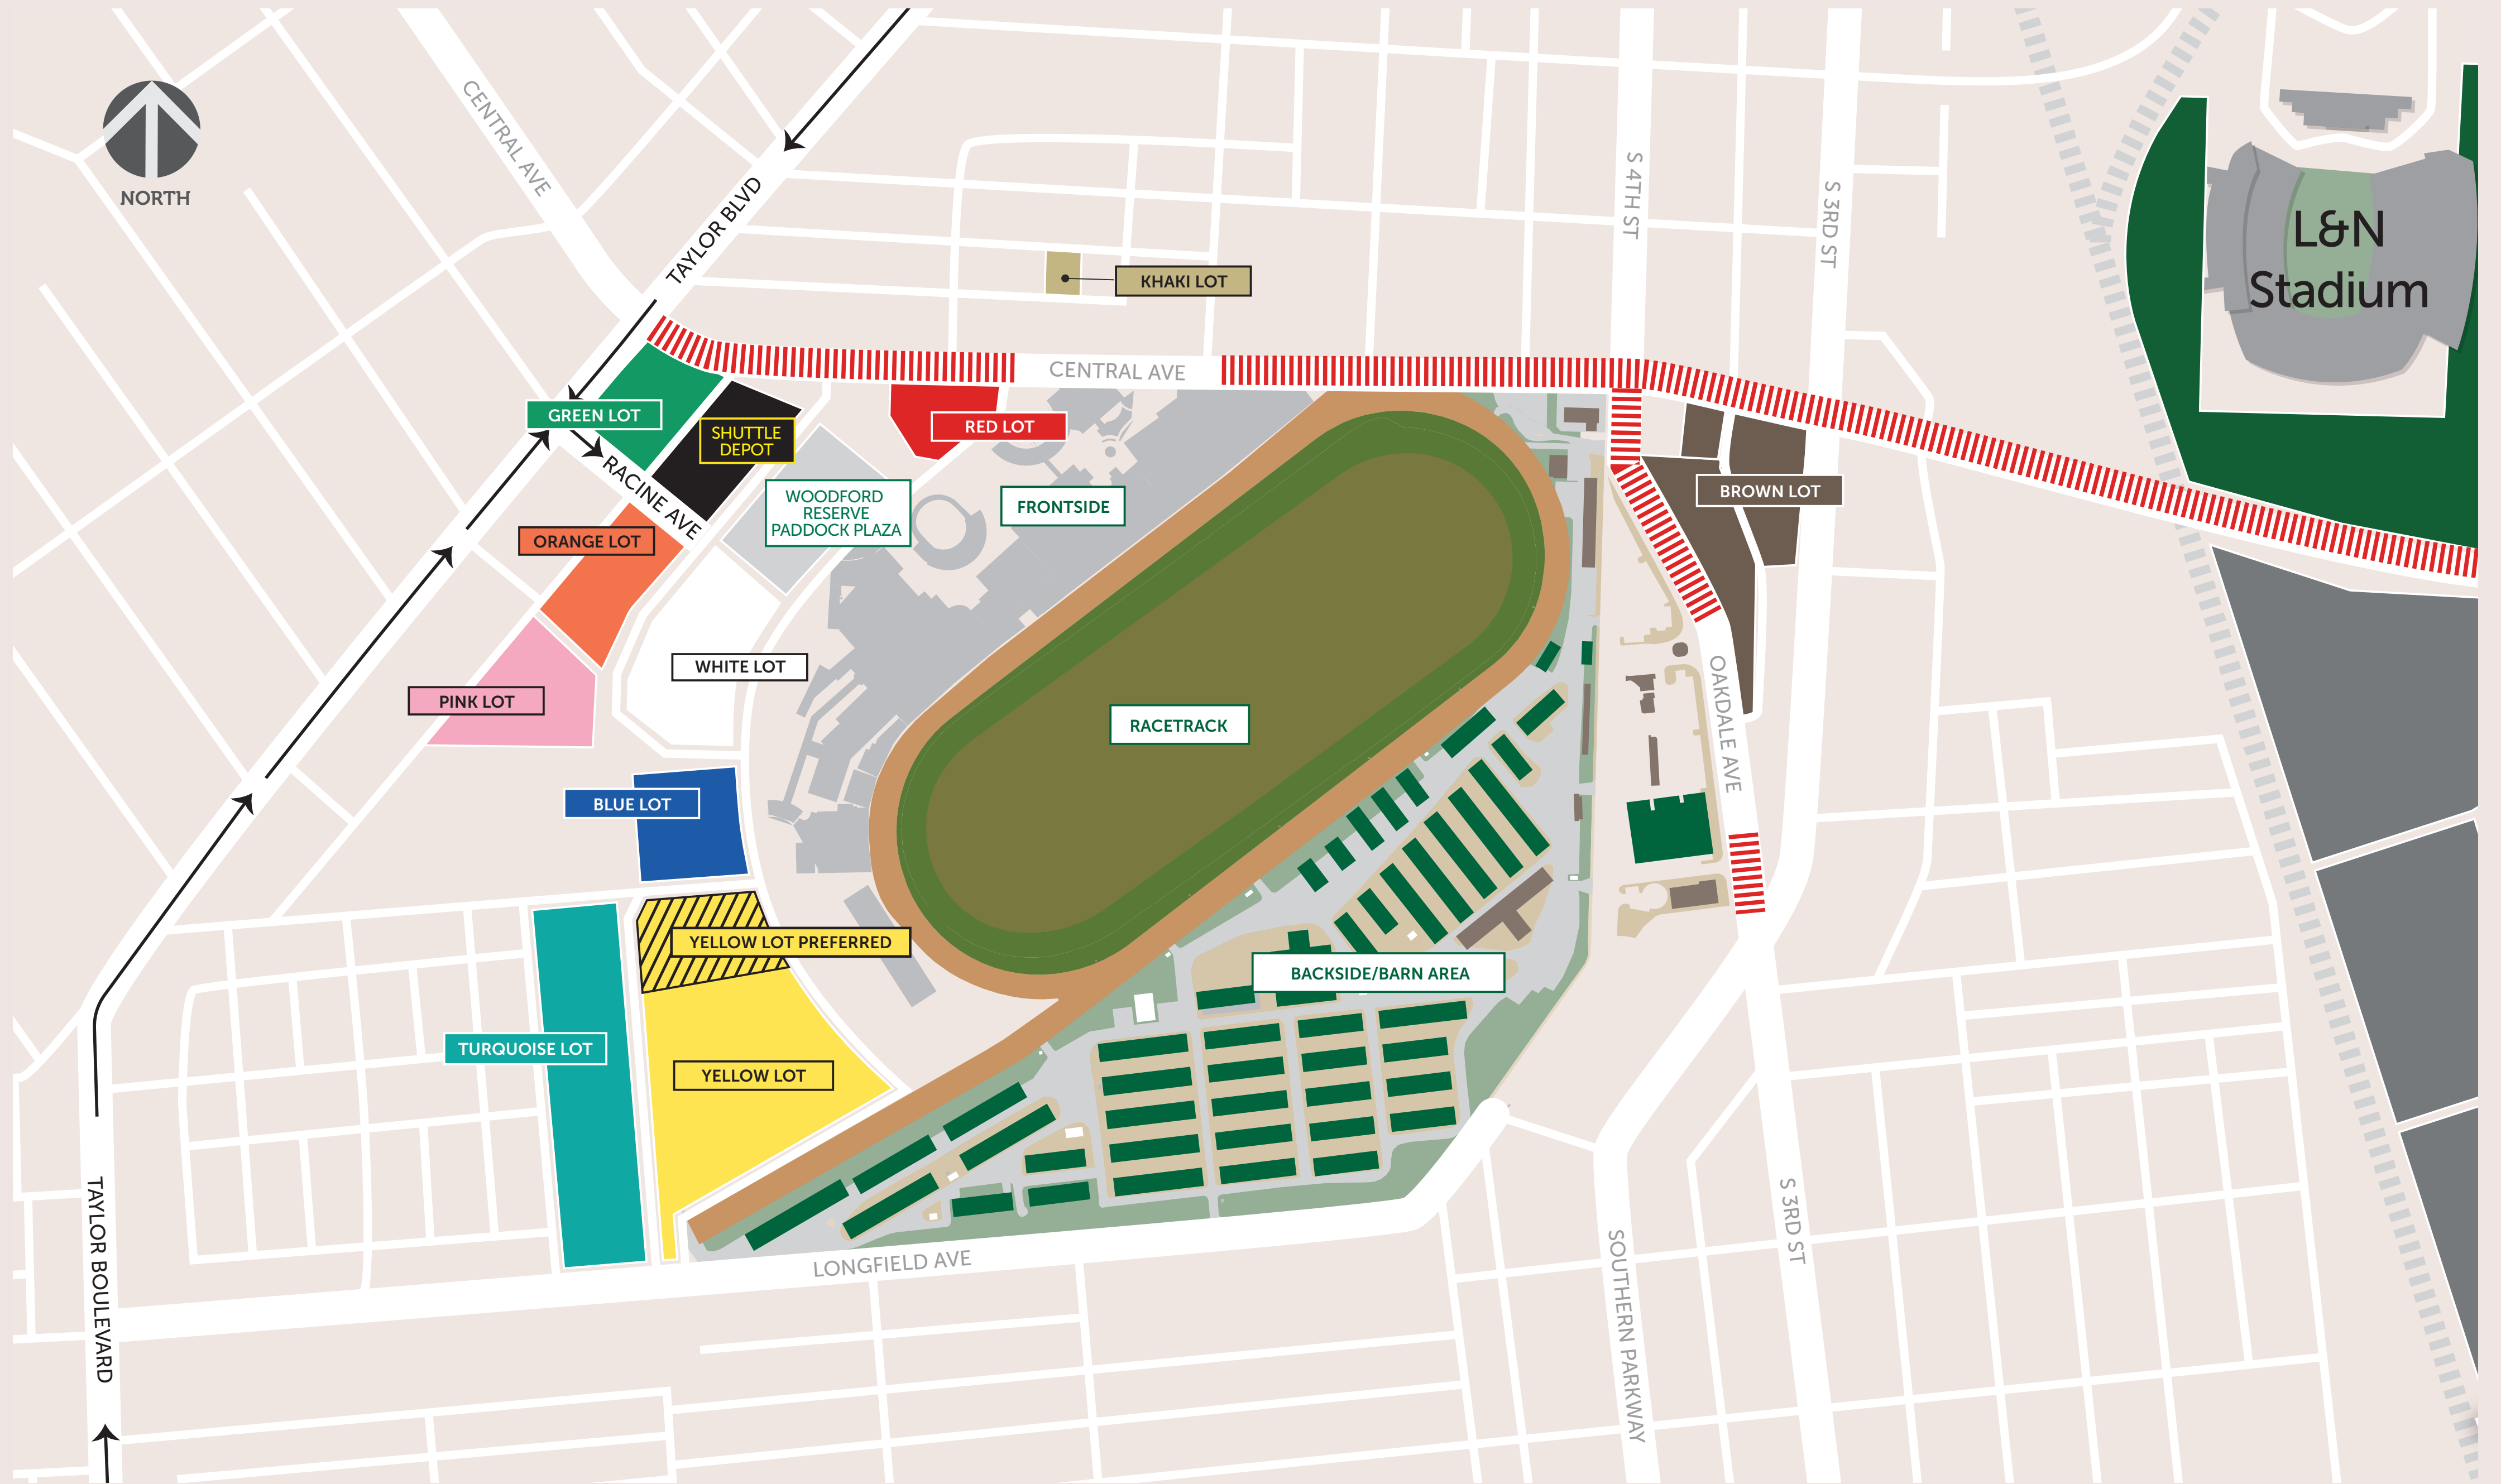 NORTH
CENTRAL AVE
TAYLOR BLVD
S 4TH ST
S 3RD ST
L&N
Stadium
KHAKI LOT
CENTRAL AVE
GREEN LOT
SHUTTLE
DEPOT
RED LOT
RACINE AVE
WOODFORD
RESERVE
PADDOCK PLAZA
FRONTSIDE
BROWN LOT
ORANGE LOT
WHITE LOT
PINK LOT
RACETRACK
OAKDALE AVE
BLUE LOT
YELLOW LOT PREFERRED
BACKSIDE/BARN AREA
TURQUOISE LOT
YELLOW LOT
TAYLOR BOULEVARD
LONGFIELD AVE
SOUTHERN PARKWAY
S 3RD ST